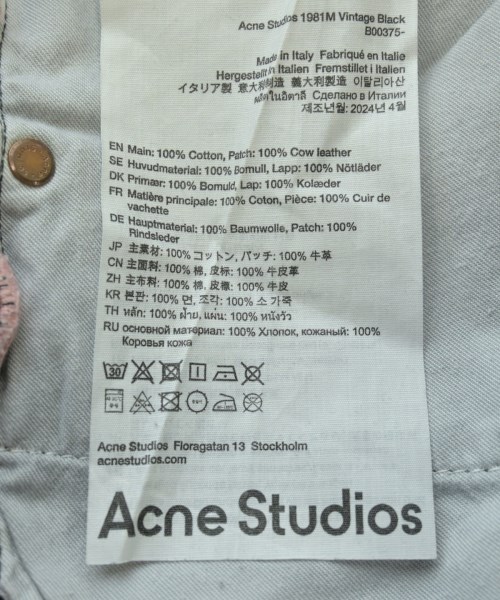 Acne Studios 1981M Vintage Black
B00375-
Made in Italy Fabriqué en Italie
Hergestellt in Italien Fremstillet i Italien
イタリア製 意大利制造 義大利製造 이탈리아산
ผลิตในอิตาลี Сделано в Италии
제조년월: 2024년 4월
EN Main: 100% Cotton, Patch: 100% Cow leather
SE Huvudmaterial: 100% Bomull, Lapp: 100% Nötläder
DK Primær: 100% Bomuld, Lap: 100% Kolæder
FR Matière principale: 100% Coton, Pièce: 100% Cuir de
vachette
DE Hauptmaterial: 100% Baumwolle, Patch: 100%
Rindsleder
JP 主素材: 100% コットン, パッチ: 100% 牛革
CN 主面料: 100% 棉, 皮标: 100% 牛皮革
ZH 主布料: 100% 棉, 皮標: 100% 牛皮
KR 본판: 100% 면, 조각: 100% 소 가죽
TH หลัก: 100% ฝ้าย, แผ่น: 100% หนังวัว
RU основной материал: 100% Хлопок, кожаный: 100%
Коровья кожа
30
Acne Studios Floragatan 13 Stockholm
acnestudios.com
Acne Studios